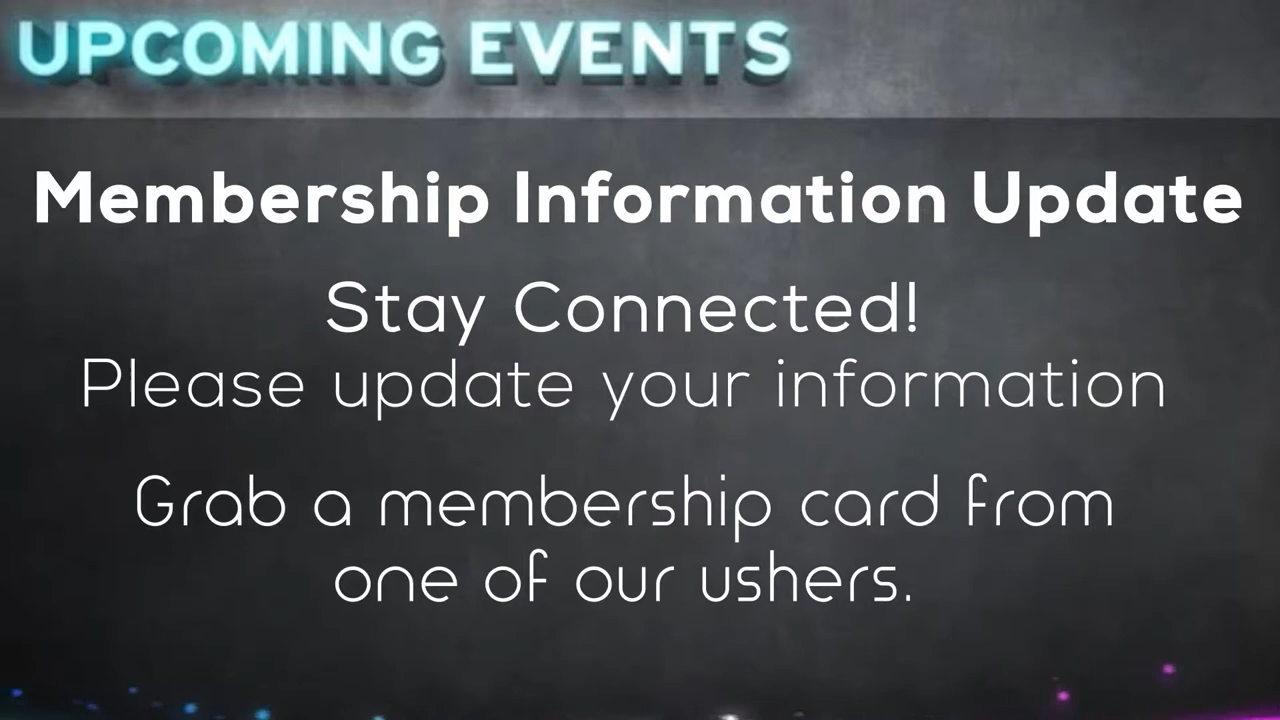 UPCOMING EVENTS
Membership Information Update
Stay Connected!
Please update your information
Grab a membership card from
one of our ushers.